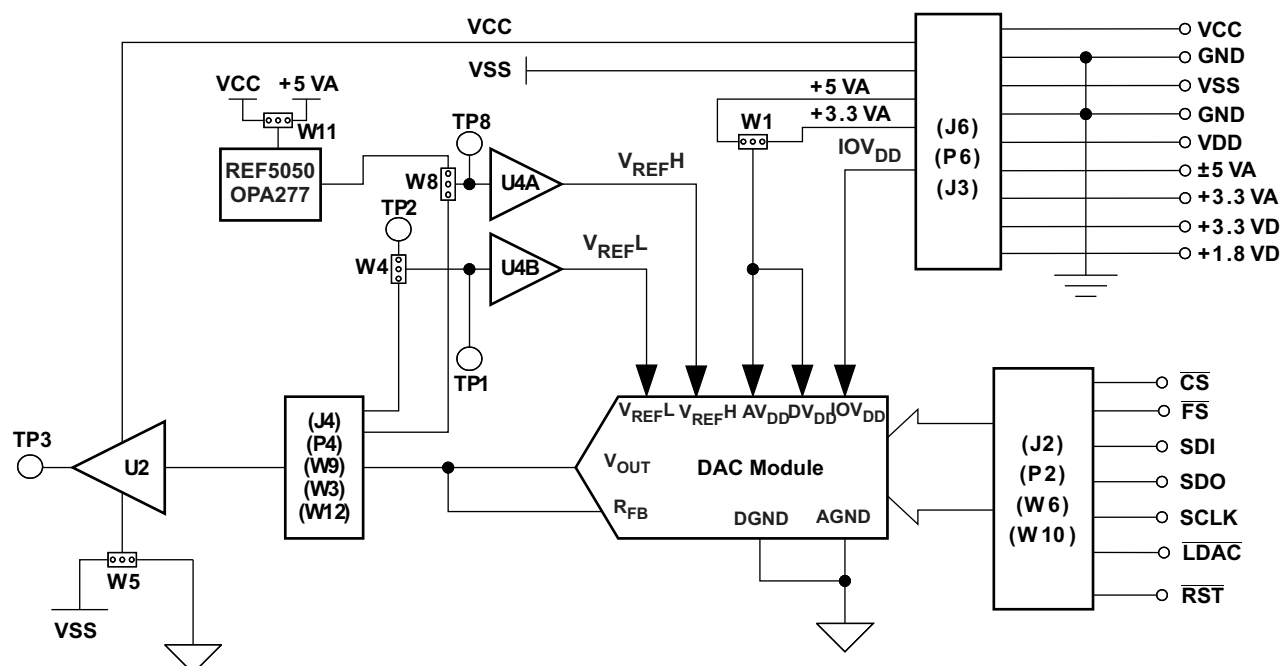 VCC
VSS
+5 VA
+3.3 VA
W1
IOVDD
(J6)
(P6)
(J3)
VCC
GND
VSS
GND
VDD
±5 VA
+3.3 VA
+3.3 VD
+1.8 VD
VCC
+5 VA
W11
REF5050
OPA277
TP8
W8
U4A
VREFH
TP2
W4
U4B
VREFL
TP1
TP3
U2
(J4)
(P4)
(W9)
(W3)
(W12)
W5
VSS
VREFL VREFH AVDD DVDD IOVDD
VOUT
DAC Module
RFB
DGND
AGND
(J2)
(P2)
(W6)
(W10)
CS
FS
SDI
SDO
SCLK
LDAC
RST